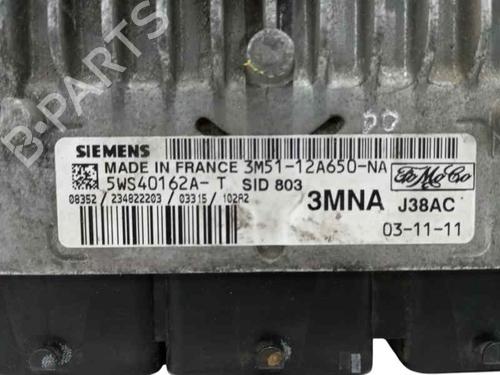 B-PARTS
SIEMENS
MADE IN FRANCE 3M51-12A650-NA
5WS40162A-T SID 803
FoMoCo
08352 / 234822203 / 03315 / 102A2
3MNA J38AC
03-11-11